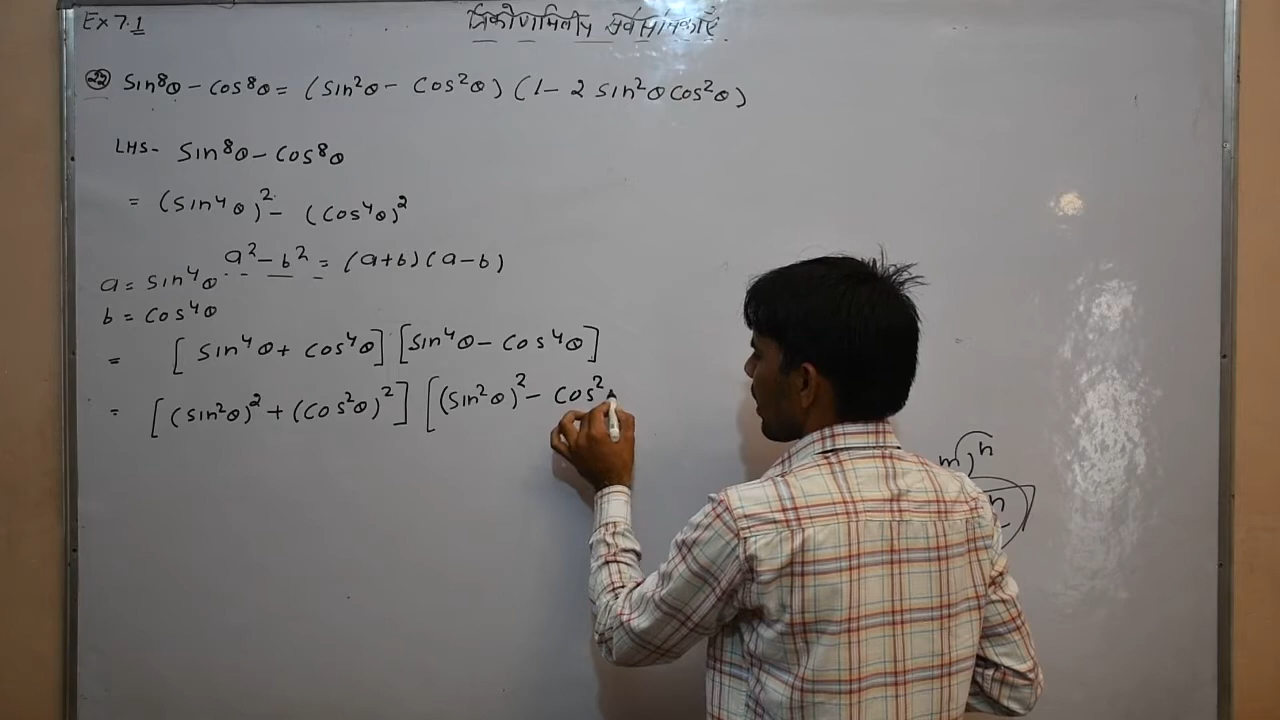 Ex 7.1
त्रिकोणमितीय सर्वसमिकाएँ
22 Sin⁸θ - Cos⁸θ = (Sin²θ - Cos²θ) (1 - 2 Sin²θ Cos²θ)
LHS- Sin⁸θ - Cos⁸θ
= (Sin⁴θ)² - (Cos⁴θ)²
a² - b² = (a+b) (a-b)
a = Sin⁴θ
b = Cos⁴θ
= [Sin⁴θ + Cos⁴θ] [Sin⁴θ - Cos⁴θ]
= [(Sin²θ)² + (Cos²θ)²] [(Sin²θ)² - Cos²
m) n
n